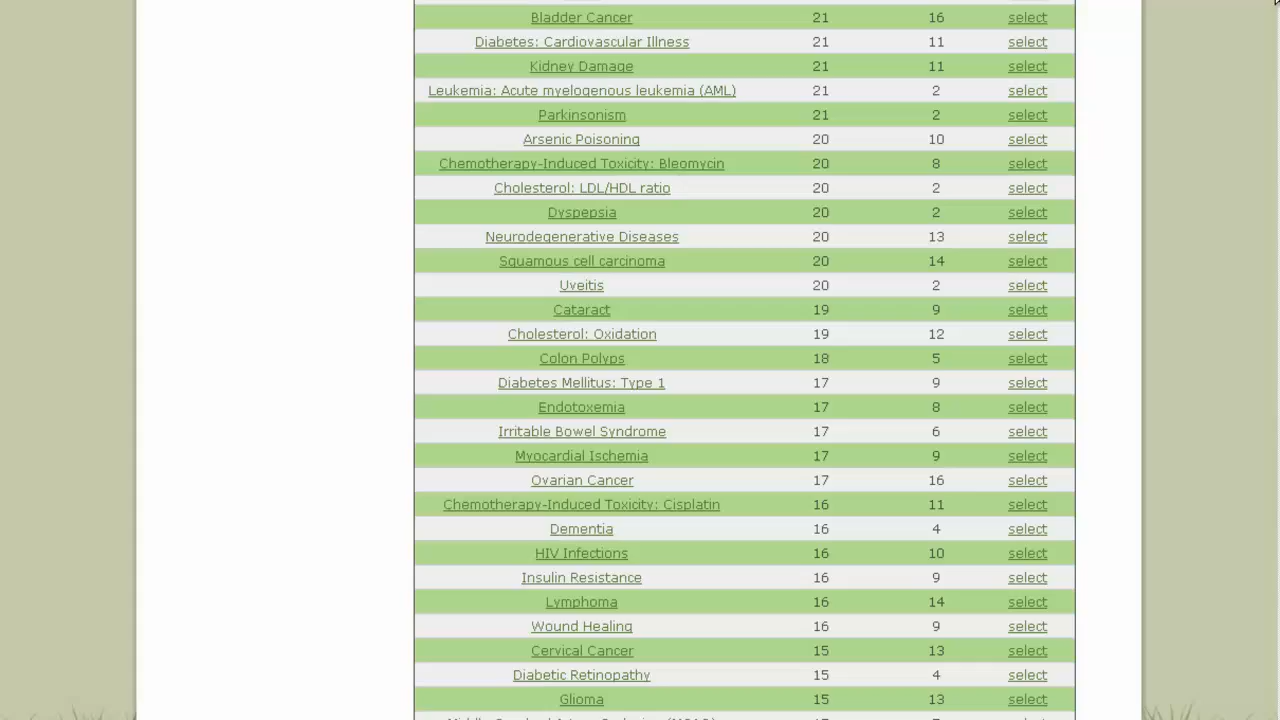 Bladder Cancer 21 16 select
Diabetes: Cardiovascular Illness 21 11 select
Kidney Damage 21 11 select
Leukemia: Acute myelogenous leukemia (AML) 21 2 select
Parkinsonism 21 2 select
Arsenic Poisoning 20 10 select
Chemotherapy-Induced Toxicity: Bleomycin 20 8 select
Cholesterol: LDL/HDL ratio 20 2 select
Dyspepsia 20 2 select
Neurodegenerative Diseases 20 13 select
Squamous cell carcinoma 20 14 select
Uveitis 20 2 select
Cataract 19 9 select
Cholesterol: Oxidation 19 12 select
Colon Polyps 18 5 select
Diabetes Mellitus: Type 1 17 9 select
Endotoxemia 17 8 select
Irritable Bowel Syndrome 17 6 select
Myocardial Ischemia 17 9 select
Ovarian Cancer 17 16 select
Chemotherapy-Induced Toxicity: Cisplatin 16 11 select
Dementia 16 4 select
HIV Infections 16 10 select
Insulin Resistance 16 9 select
Lymphoma 16 14 select
Wound Healing 16 9 select
Cervical Cancer 15 13 select
Diabetic Retinopathy 15 4 select
Glioma 15 13 select